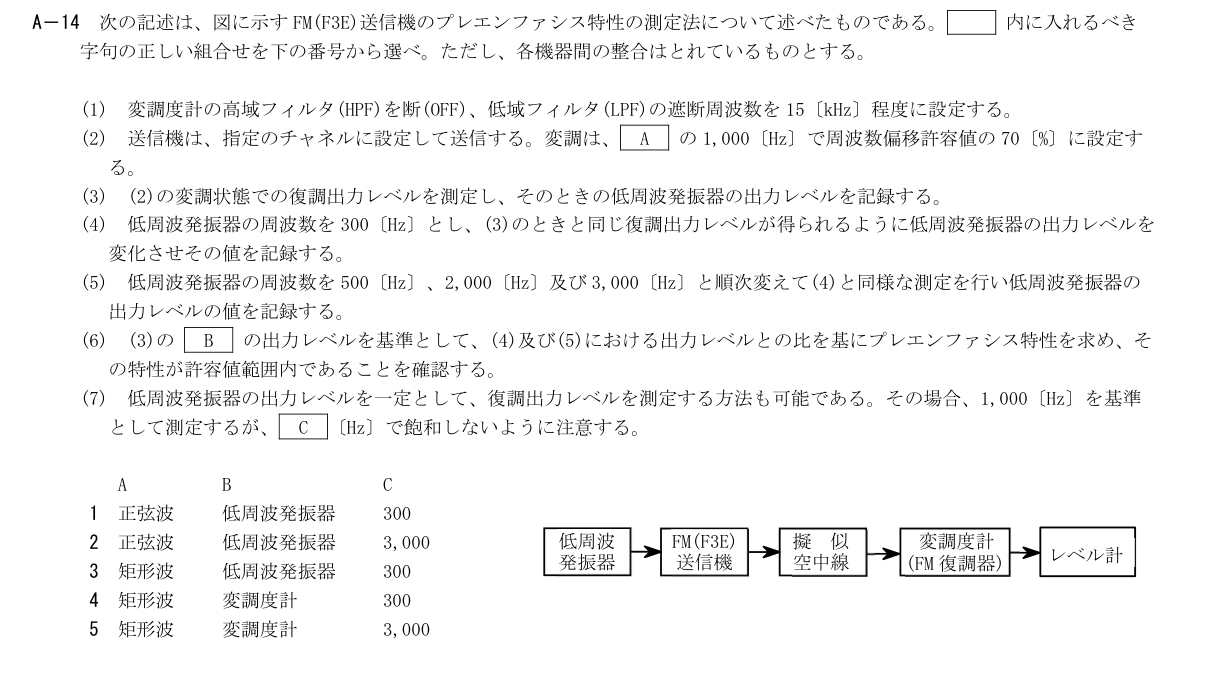 A－14 次の記述は、図に示す FM(F3E)送信機のプレエンファシス特性の測定法について述べたものである。 内に入れるべき
字句の正しい組合せを下の番号から選べ。ただし、各機器間の整合はとれているものとする。
(1) 変調度計の高域フィルタ(HPF)を断(OFF)、低域フィルタ(LPF)の遮断周波数を 15〔kHz〕程度に設定する。
(2) 送信機は、指定のチャネルに設定して送信する。変調は、 A の 1,000〔Hz〕で周波数偏移許容値の 70〔%〕に設定す
る。
(3) (2)の変調状態での復調出力レベルを測定し、そのときの低周波発振器の出力レベルを記録する。
(4) 低周波発振器の周波数を 300〔Hz〕とし、(3)のときと同じ復調出力レベルが得られるように低周波発振器の出力レベルを
変化させその値を記録する。
(5) 低周波発振器の周波数を 500〔Hz〕、2,000〔Hz〕及び 3,000〔Hz〕と順次変えて(4)と同様な測定を行い低周波発振器の
出力レベルの値を記録する。
(6) (3)の B の出力レベルを基準として、(4)及び(5)における出力レベルとの比を基にプレエンファシス特性を求め、そ
の特性が許容値範囲内であることを確認する。
(7) 低周波発振器の出力レベルを一定として、復調出力レベルを測定する方法も可能である。その場合、1,000〔Hz〕を基準
として測定するが、 C 〔Hz〕で飽和しないように注意する。
A B C
1 正弦波 低周波発振器 300
2 正弦波 低周波発振器 3,000
3 矩形波 低周波発振器 300
4 矩形波 変調度計 300
5 矩形波 変調度計 3,000
低周波
発振器
FM(F3E)
送信機
擬 似
空中線
変調度計
(FM 復調器)
レベル計